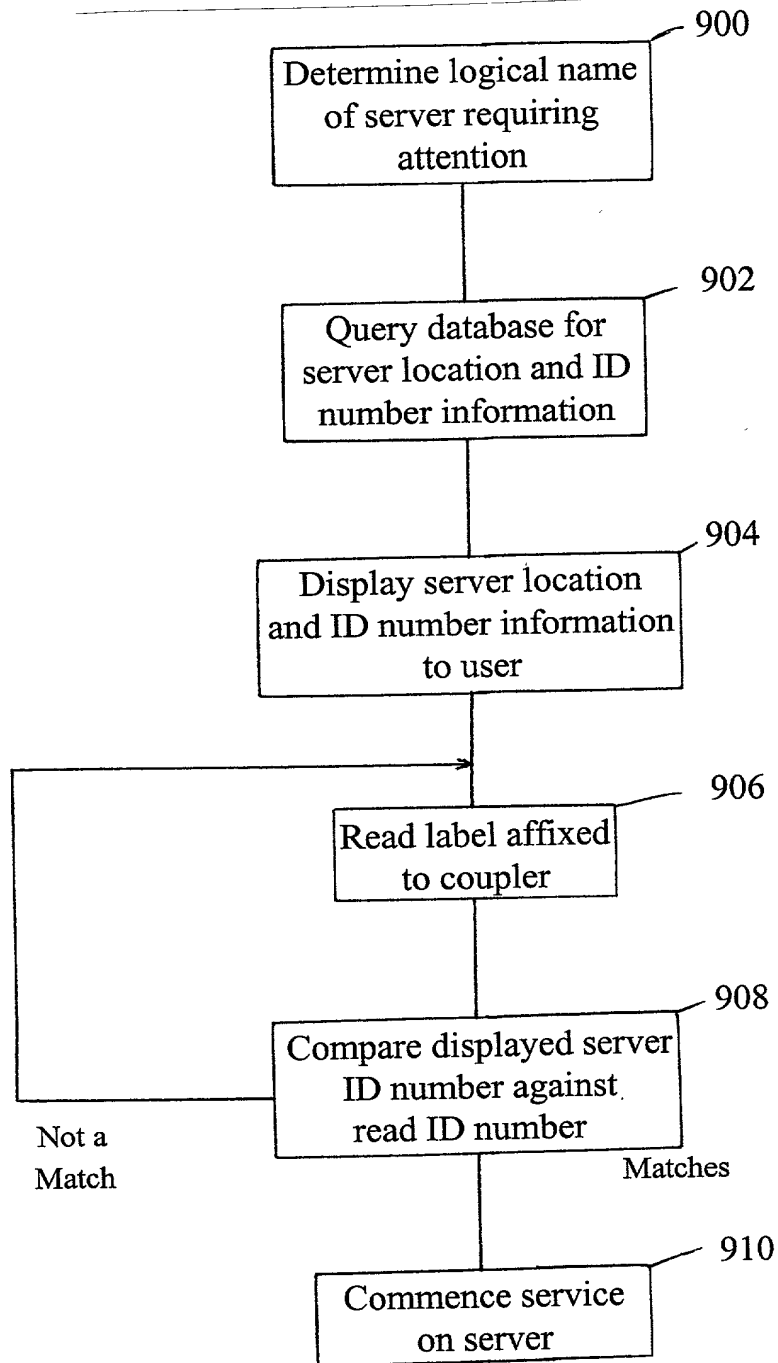 900
Determine logical name
of server requiring
attention
902
Query database for
server location and ID
number information
904
Display server location
and ID number information
to user
906
Read label affixed
to coupler
908
Compare displayed server
ID number against
read ID number
Not a
Match
Matches
910
Commence service
on server